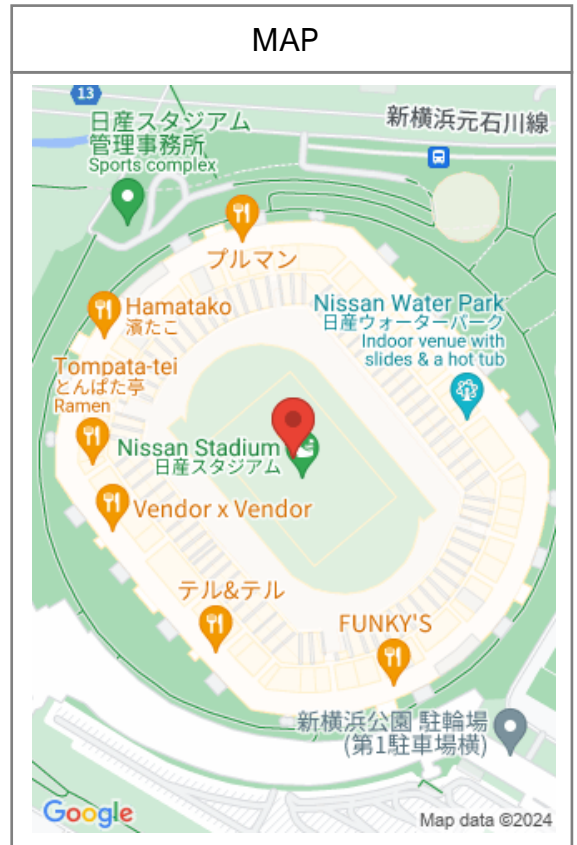 MAP
13
日産スタジアム
管理事務所
Sports complex
新横浜元石川線
プルマン
Hamatako
濱たこ
Nissan Water Park
日産ウォーターパーク
Indoor venue with
slides & a hot tub
Tompata-tei
とんぱた亭
Ramen
Nissan Stadium
日産スタジアム
Vendor x Vendor
テル&テル
FUNKY'S
新横浜公園 駐輪場
(第1駐車場横)
Google
Map data ©2024